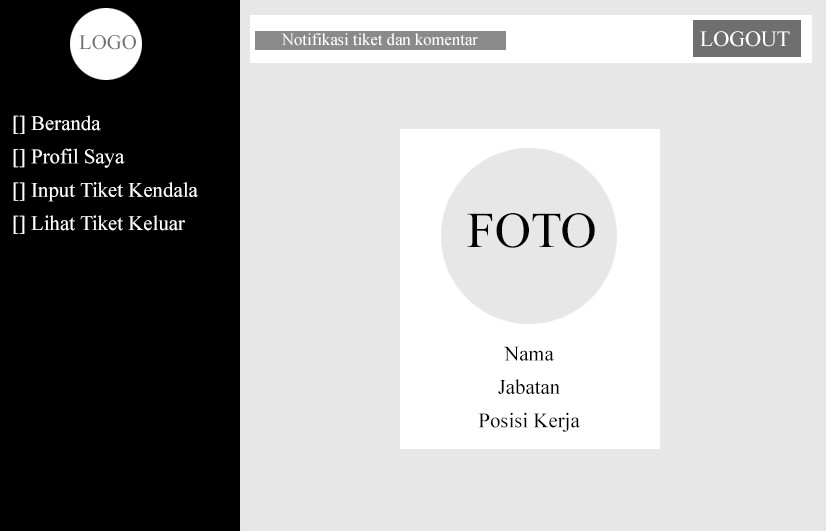 LOGO
[] Beranda
[] Profil Saya
[] Input Tiket Kendala
[] Lihat Tiket Keluar
Notifikasi tiket dan komentar
LOGOUT
FOTO
Nama
Jabatan
Posisi Kerja